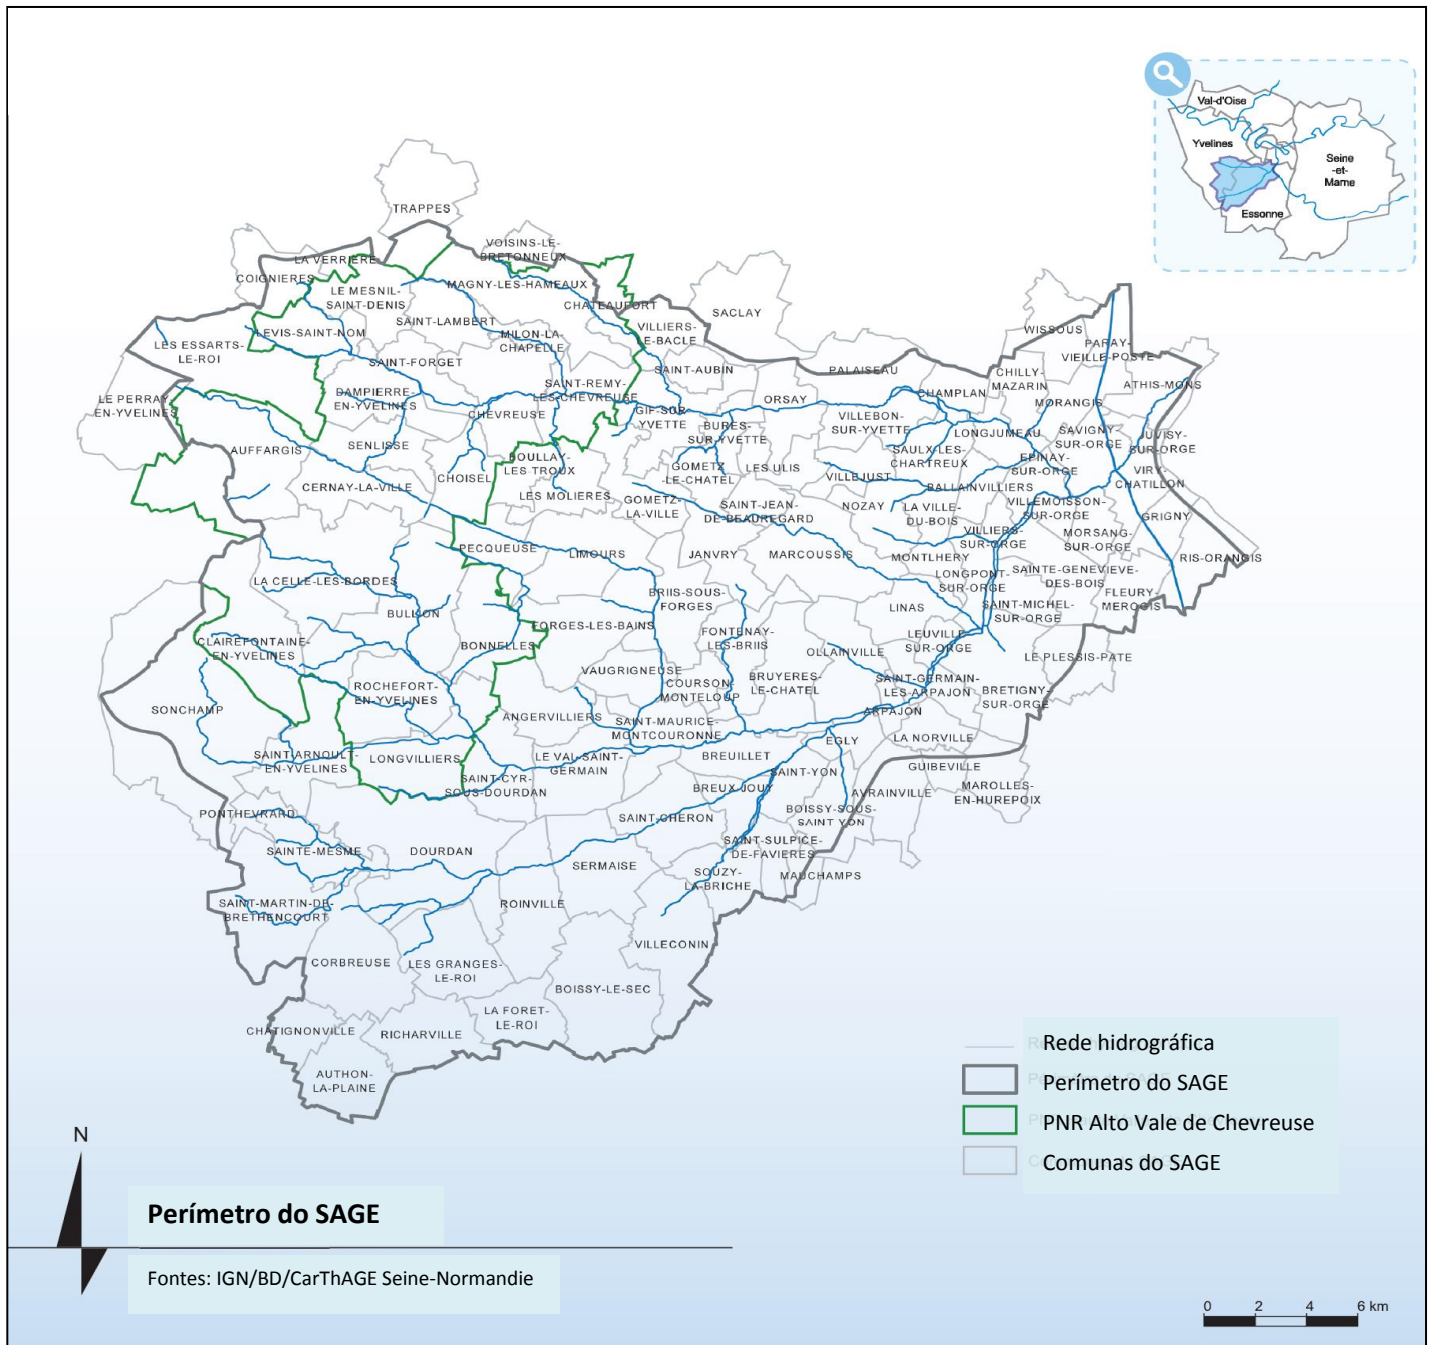 Val-d'Oise
Yvelines
Seine
-et-
Marne
Essonne
TRAPPES
VOISINS-LE-
BRETONNEUX
LA VERRIERE
COIGNIERES
MAGNY-LES-HAMEAUX
LE MESNIL-
SAINT-DENIS
CHATEAUFORT
SACLAY
SAINT-LAMBERT
VILLIERS-
LE-BACLE
WISSOUS
LEVIS-SAINT-NOM
MILON-LA-
CHAPELLE
LES ESSARTS-
LE-ROI
PARAY-
VIEILLE-POSTE
SAINT-FORGET
SAINT-AUBIN
PALAISEAU
CHILLY-
MAZARIN
ATHIS-MONS
SAINT-REMY-
LES-CHEVREUSE
DAMPIERRE-
EN-YVELINES
CHAMPLAN
LE PERRAY-
EN-YVELINES
ORSAY
MORANGIS
CHEVREUSE
GIF-SUR-
YVETTE
VILLEBON-
SUR-YVETTE
BURES-
SUR-YVETTE
LONGJUMEAU
SAVIGNY-
SUR-ORGE
JUVISY-
SUR-ORGE
SENLISSE
AUFFARGIS
SAULX-LES-
CHARTREUX
BOULLAY-
LES TROUX
EPINAY-
SUR-ORGE
GOMETZ
-LE-CHATEL
LES ULIS
VIRY-
CHATILLON
CHOISEL
VILLEJUST
CERNAY-LA-VILLE
BALLAINVILLIERS
LES MOLIERES
GOMETZ-
LA-VILLE
SAINT-JEAN-
DE-BEAUREGARD
NOZAY
LA VILLE-
DU-BOIS
VILLEMOISSON-
SUR-ORGE
GRIGNY
VILLIERS-
SUR-ORGE
MORSANG-
SUR-ORGE
PECQUEUSE
LIMOURS
JANVRY
MARCOUSSIS
MONTLHERY
RIS-ORANGIS
LA CELLE-LES-BORDES
LONGPONT-
SUR-ORGE
SAINTE-GENEVIEVE-
DES-BOIS
BRIIS-SOUS-
FORGES
FLEURY-
MEROGIS
BULLION
LINAS
SAINT-MICHEL-
SUR-ORGE
FORGES-LES-BAINS
FONTENAY-
LES-BRIIS
LEUVILLE-
SUR-ORGE
CLAIREFONTAINE-
EN-YVELINES
BONNELLES
OLLAINVILLE
LE PLESSIS-PATE
VAUGRIGNEUSE
BRUYERES-
LE-CHATEL
SAINT-GERMAIN-
LES-ARPAJON
ROCHEFORT-
EN-YVELINES
COURSON-
MONTELOUP
BRETIGNY-
SUR-ORGE
SONCHAMP
ANGERVILLIERS
ARPAJON
SAINT-MAURICE-
MONTCOURONNE
LA NORVILLE
EGLY
SAINT-ARNOULT-
EN-YVELINES
LONGVILLIERS
LE VAL-SAINT-
GERMAIN
BREUILLET
GUIBEVILLE
SAINT-YON
SAINT-CYR-
SOUS-DOURDAN
BREUX-JOUY
AVRAINVILLE
MAROLLES-
EN-HUREPOIX
PONTHEVRARD
BOISSY-SOUS-
SAINT YON
SAINT-CHERON
SAINTE-MESME
DOURDAN
SAINT-SULPICE-
DE-FAVIERES
SERMAISE
SOUZY-
LA-BRICHE
MAUCHAMPS
SAINT-MARTIN-DE-
BRETHENCOURT
ROINVILLE
VILLECONIN
CORBREUSE
LES GRANGES-
LE-ROI
BOISSY-LE-SEC
LA FORET-
LE-ROI
CHATIGNONVILLE
RICHARVILLE
AUTHON-
LA-PLAINE
Rede hidrográfica
Perímetro do SAGE
PNR Alto Vale de Chevreuse
Comunas do SAGE
N
Perímetro do SAGE
Fontes: IGN/BD/CarThAGE Seine-Normandie
0 2 4 6 km